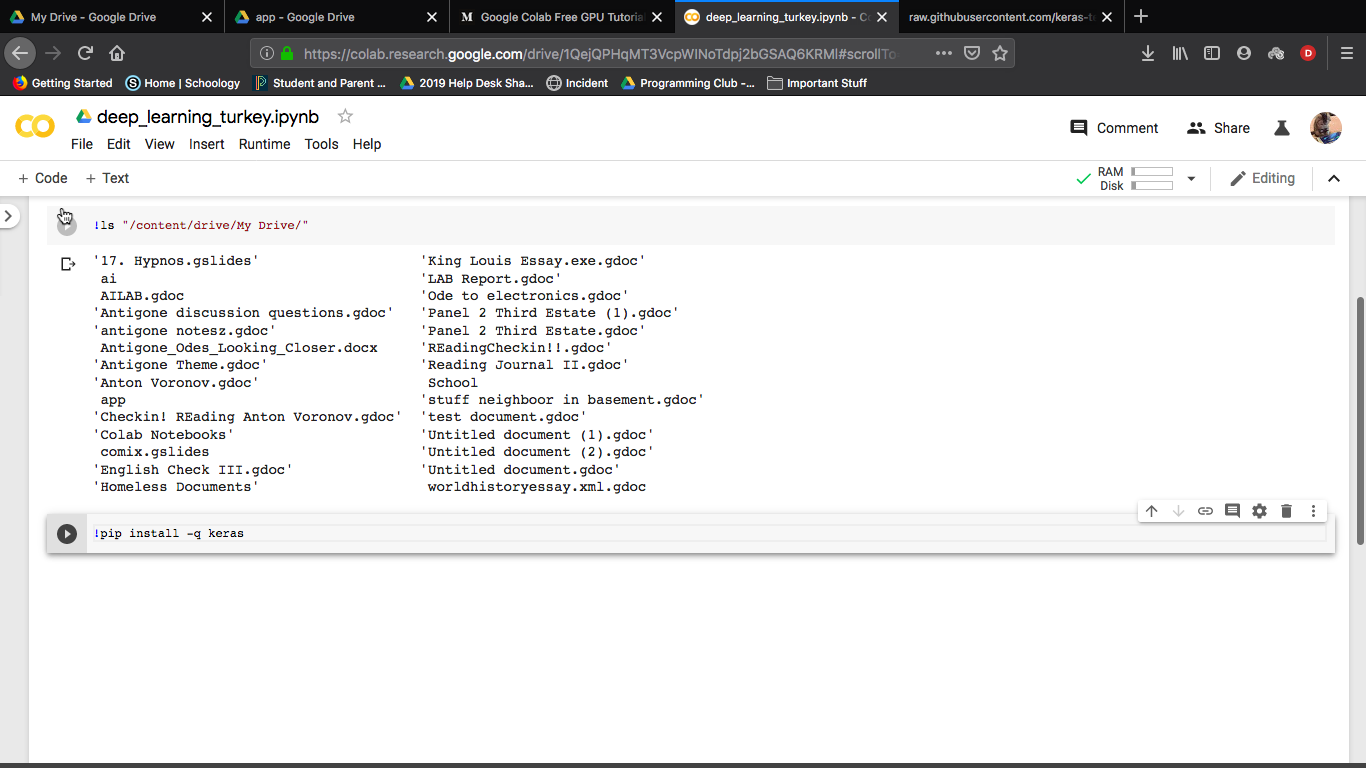 My Drive - Google Drive
app - Google Drive
M Google Colab Free GPU Tutoria
deep_learning_turkey.ipynb - Co
raw.githubusercontent.com/keras-t
https://colab.research.google.com/drive/1QejQPHqMT3VcpWINoTdpj2bGSAQ6KRMI#scrollTo
D
Getting Started
Home | Schoology
Student and Parent ...
2019 Help Desk Sha...
Incident
Programming Club -...
Important Stuff
deep_learning_turkey.ipynb
File Edit View Insert Runtime Tools Help
Comment
Share
+ Code + Text
RAM
Disk
Editing
!ls "/content/drive/My Drive/"
'17. Hypnos.gslides' 'King Louis Essay.exe.gdoc'
ai 'LAB Report.gdoc'
AILAB.gdoc 'Ode to electronics.gdoc'
'Antigone discussion questions.gdoc' 'Panel 2 Third Estate (1).gdoc'
'antigone notesz.gdoc' 'Panel 2 Third Estate.gdoc'
Antigone_Odes_Looking_Closer.docx 'REadingCheckin!!.gdoc'
'Antigone Theme.gdoc' 'Reading Journal II.gdoc'
'Anton Voronov.gdoc' School
app 'stuff neighboor in basement.gdoc'
'Checkin! REading Anton Voronov.gdoc' 'test document.gdoc'
'Colab Notebooks' 'Untitled document (1).gdoc'
comix.gslides 'Untitled document (2).gdoc'
'English Check III.gdoc' 'Untitled document.gdoc'
'Homeless Documents' worldhistoryessay.xml.gdoc
!pip install -q keras